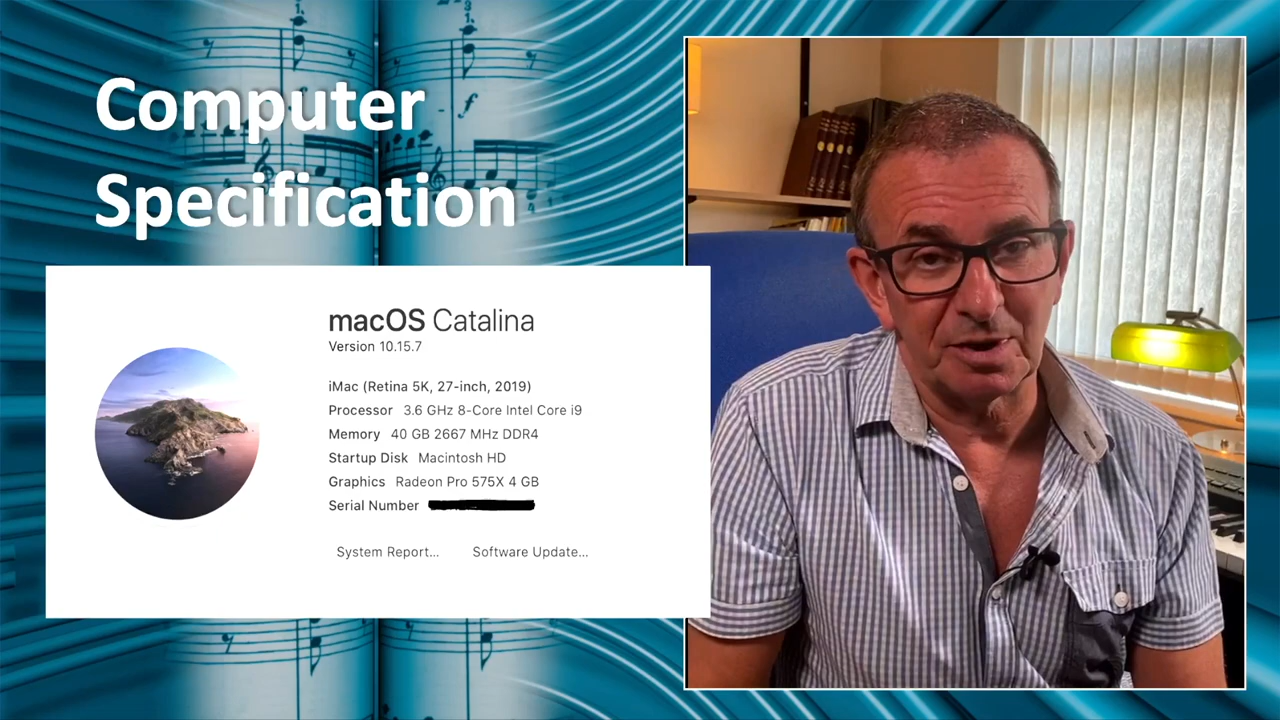 Computer
Specification
macOS Catalina
Version 10.15.7
iMac (Retina 5K, 27-inch, 2019)
Processor 3.6 GHz 8-Core Intel Core i9
Memory 40 GB 2667 MHz DDR4
Startup Disk Macintosh HD
Graphics Radeon Pro 575X 4 GB
Serial Number
System Report...
Software Update...